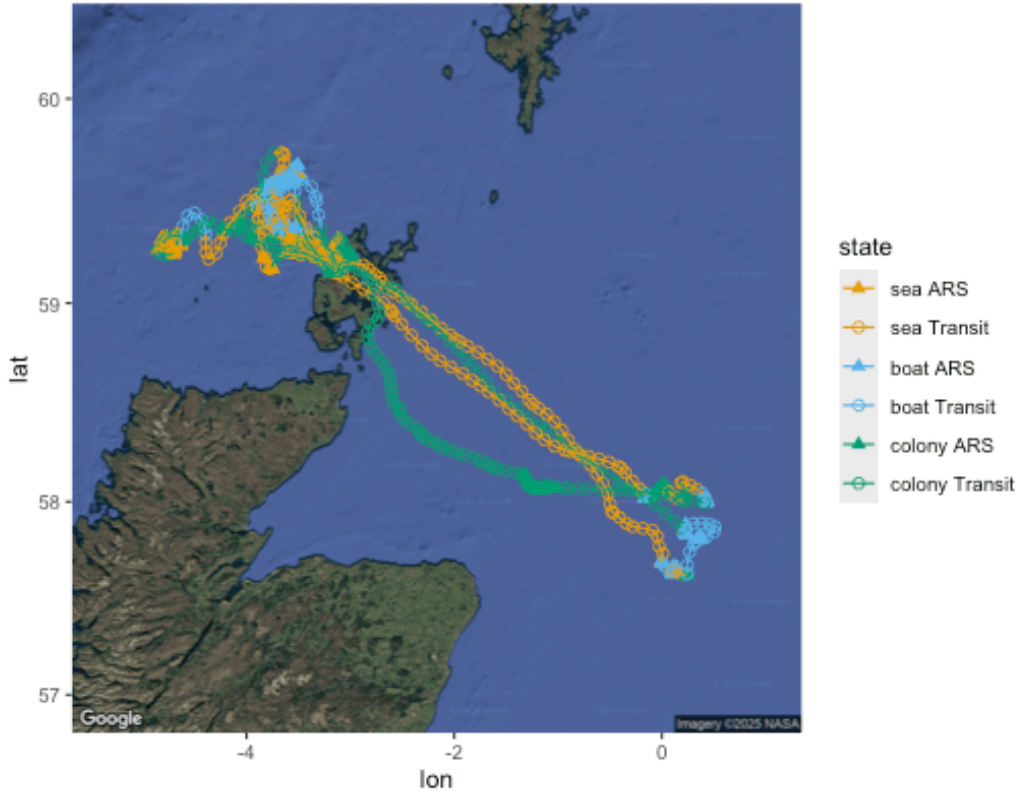 60
59
58
57
lat
-4
-2
0
lon
Google
Imagery ©2025 NASA
state
sea ARS
sea Transit
boat ARS
boat Transit
colony ARS
colony Transit